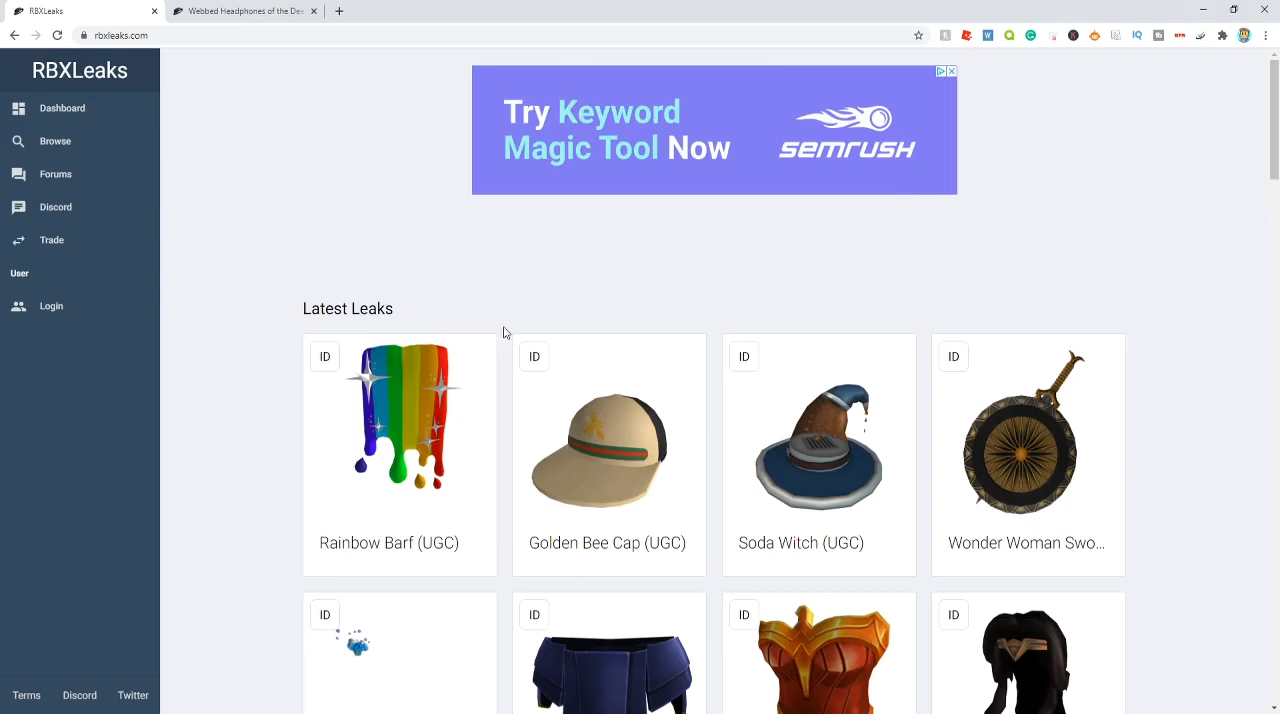 RBXLeaks
Webbed Headphones of the Dee
rbxleaks.com
RBXLeaks
Dashboard
Browse
Forums
Discord
Trade
User
Login
Terms Discord Twitter
Try Keyword
Magic Tool Now
SEMRUSH
Latest Leaks
ID
Rainbow Barf (UGC)
ID
Golden Bee Cap (UGC)
ID
Soda Witch (UGC)
ID
Wonder Woman Swo...
ID
ID
ID
ID